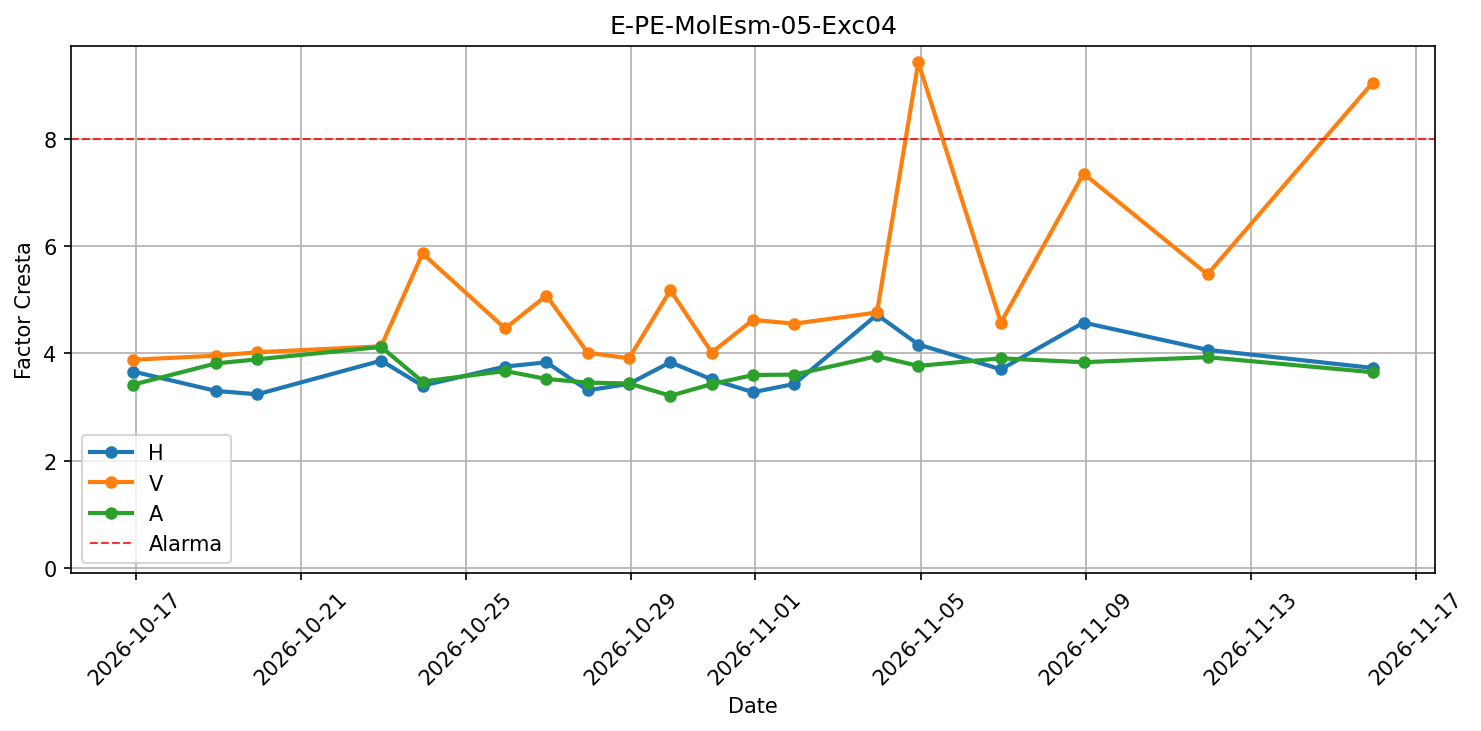 E-PE-MolEsm-05-Exc04
Factor Cresta
8
6
4
2
0
H
V
A
Alarma
2026-10-17
2026-10-21
2026-10-25
2026-10-29
2026-11-01
2026-11-05
2026-11-09
2026-11-13
2026-11-17
Date